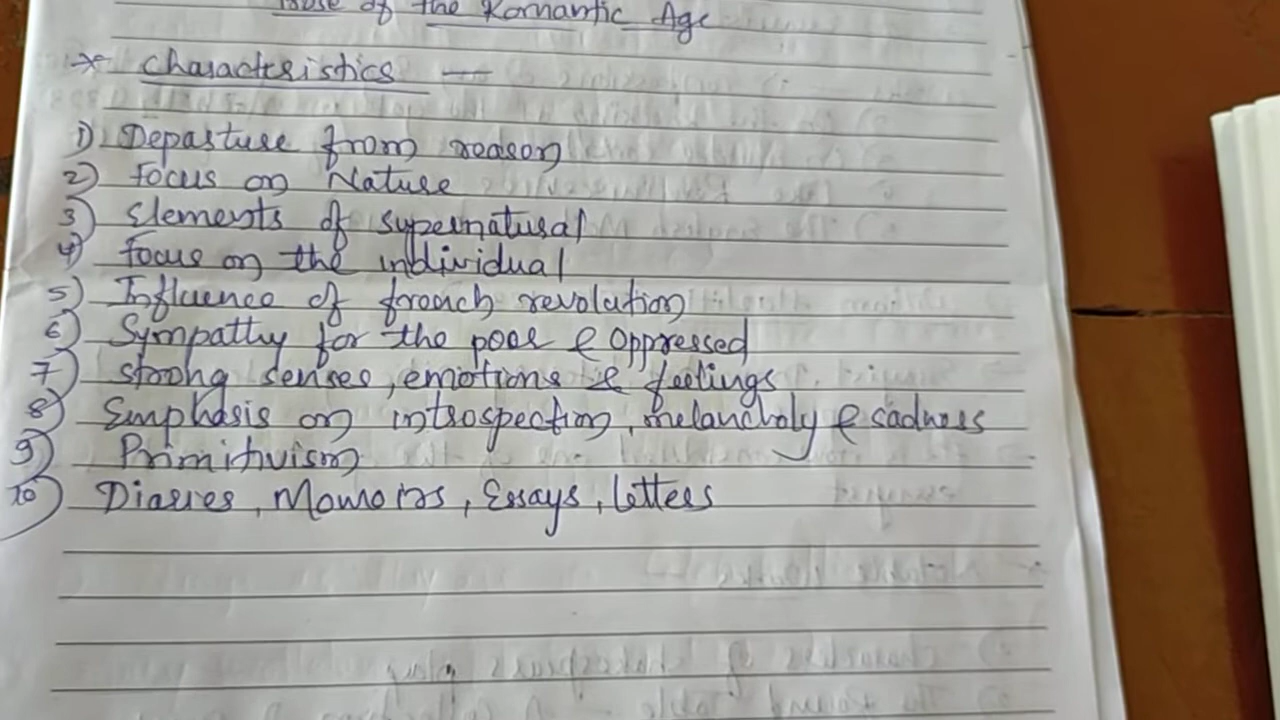 Prose of the Romantic Age
* Characteristics —
1) Departure from reason
2) Focus on Nature
3) Elements of supernatural
4) Focus on the individual
5) Influence of french revolution
6) Sympathy for the poor & oppressed
7) strong senses, emotions & feelings
8) Emphasis on introspection, melancholy & sadness
9) Primitivism
10) Diaries, Memoirs, Essays, letters